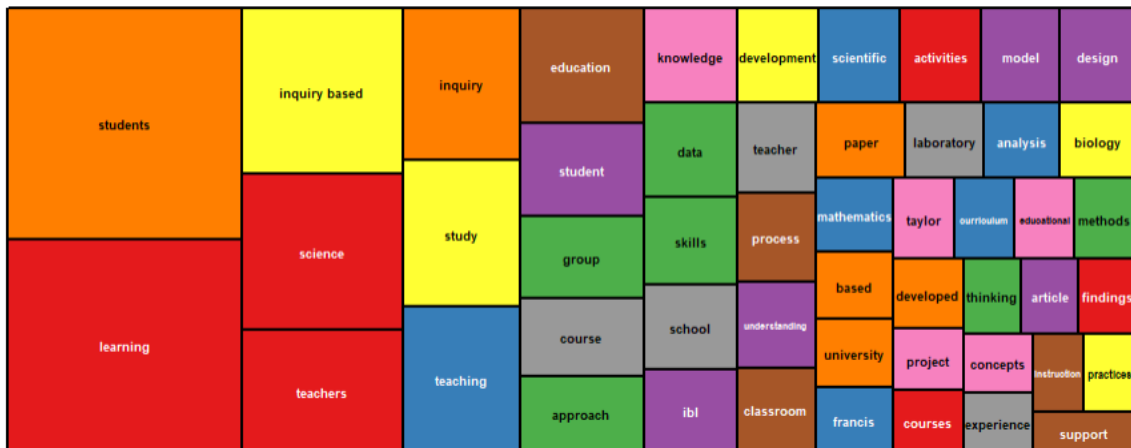 students
learning
inquiry based
science
teachers
inquiry
study
teaching
education
student
group
course
approach
knowledge
data
skills
school
ibl
development
teacher
process
understanding
classroom
scientific
activities
model
design
paper
laboratory
analysis
biology
mathematics
taylor
curriculum
educational
methods
based
developed
thinking
article
findings
university
project
concepts
instruction
practices
francis
courses
experience
support